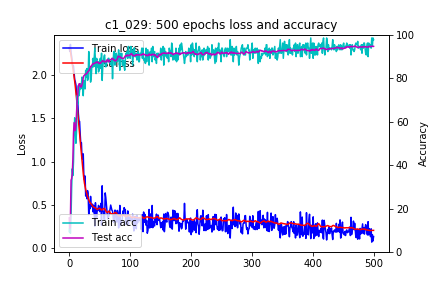 c1_029: 500 epochs loss and accuracy
Train loss
Test loss
Train acc
Test acc
Loss
Accuracy
2.0
1.5
1.0
0.5
0.0
100
80
60
40
20
0
0
100
200
300
400
500